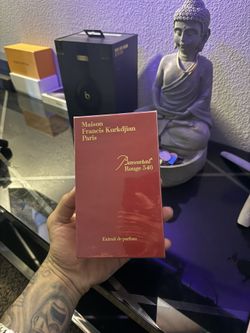 Maison
Francis Kurkdjian
Paris
Baccarat
Rouge 540
Extrait de parfum